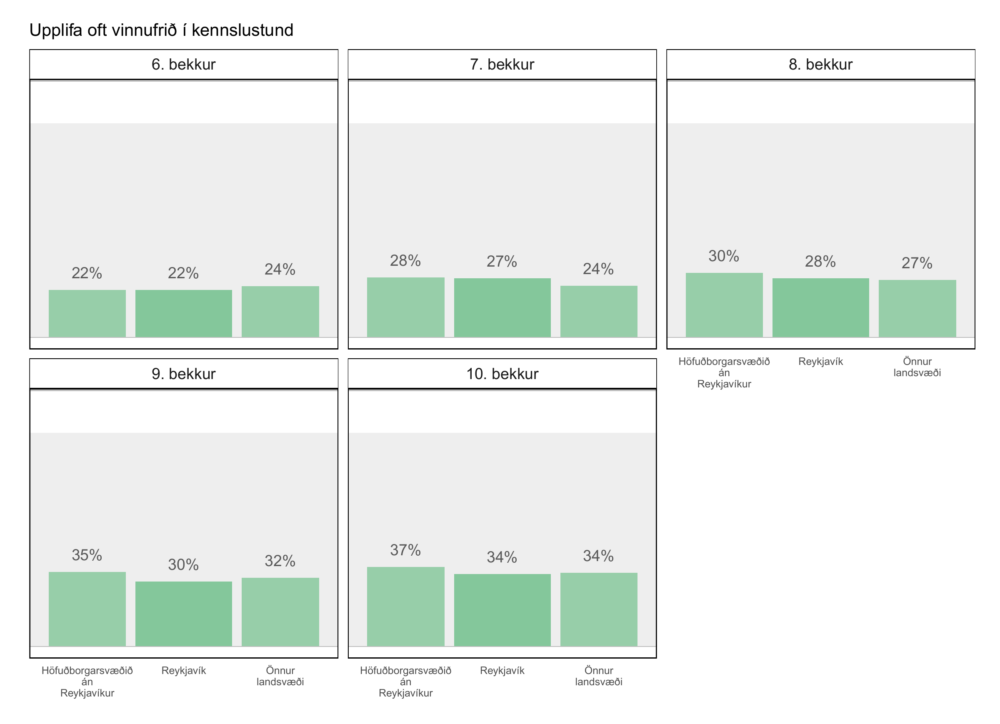 Upplifa oft vinnufrið í kennslustund
6. bekkur
22%
22%
24%
7. bekkur
28%
27%
24%
8. bekkur
30%
28%
27%
Höfuðborgarsvæðið
án
Reykjavíkur
Reykjavík
Önnur
landsvæði
9. bekkur
35%
30%
32%
Höfuðborgarsvæðið
án
Reykjavíkur
Reykjavík
Önnur
landsvæði
10. bekkur
37%
34%
34%
Höfuðborgarsvæðið
án
Reykjavíkur
Reykjavík
Önnur
landsvæði